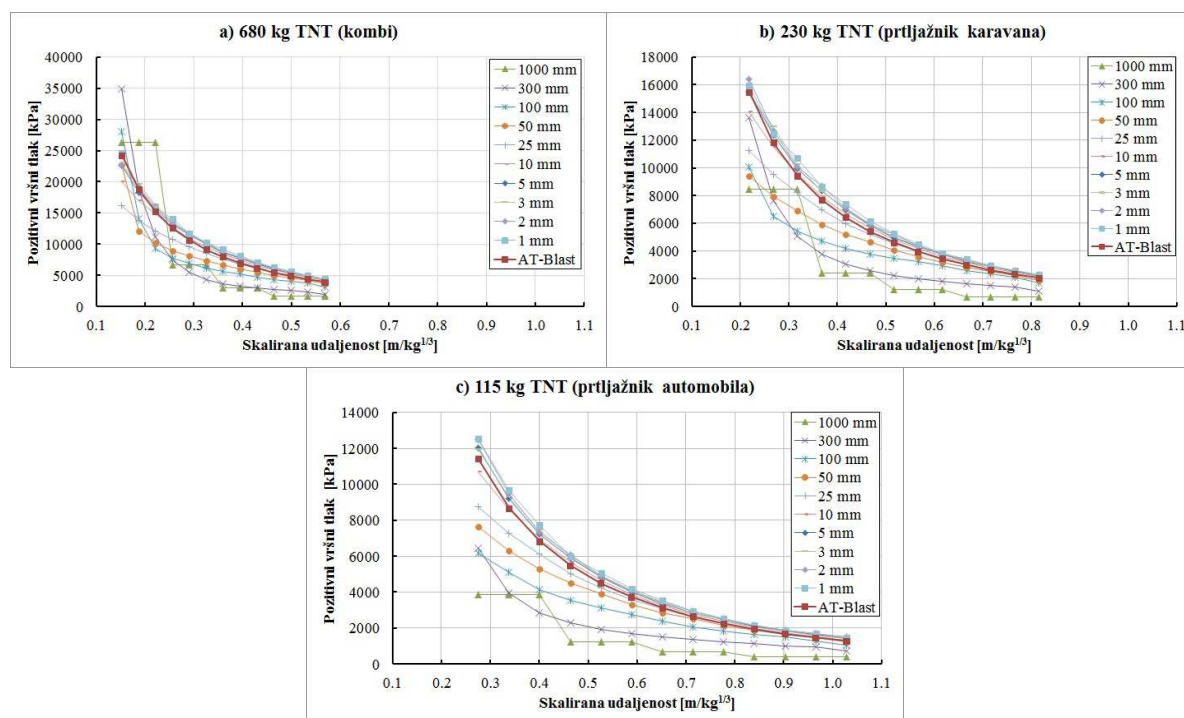 a) 680 kg TNT (kombi)
Pozitivni vršni tlak [kPa]
40000
35000
30000
25000
20000
15000
10000
5000
0
0.1 0.2 0.3 0.4 0.5 0.6 0.7 0.8 0.9 1.0 1.1
Skalirana udaljenost [m/kg1/3]
1000 mm
300 mm
100 mm
50 mm
25 mm
10 mm
5 mm
3 mm
2 mm
1 mm
AT-Blast
b) 230 kg TNT (prtljažnik karavana)
Pozitivni vršni tlak [kPa]
18000
16000
14000
12000
10000
8000
6000
4000
2000
0
0.1 0.2 0.3 0.4 0.5 0.6 0.7 0.8 0.9 1.0 1.1
Skalirana udaljenost [m/kg1/3]
1000 mm
300 mm
100 mm
50 mm
25 mm
10 mm
5 mm
3 mm
2 mm
1 mm
AT-Blast
c) 115 kg TNT (prtljažnik automobila)
Pozitivni vršni tlak [kPa]
14000
12000
10000
8000
6000
4000
2000
0
0.1 0.2 0.3 0.4 0.5 0.6 0.7 0.8 0.9 1.0 1.1
Skalirana udaljenost [m/kg1/3]
1000 mm
300 mm
100 mm
50 mm
25 mm
10 mm
5 mm
3 mm
2 mm
1 mm
AT-Blast